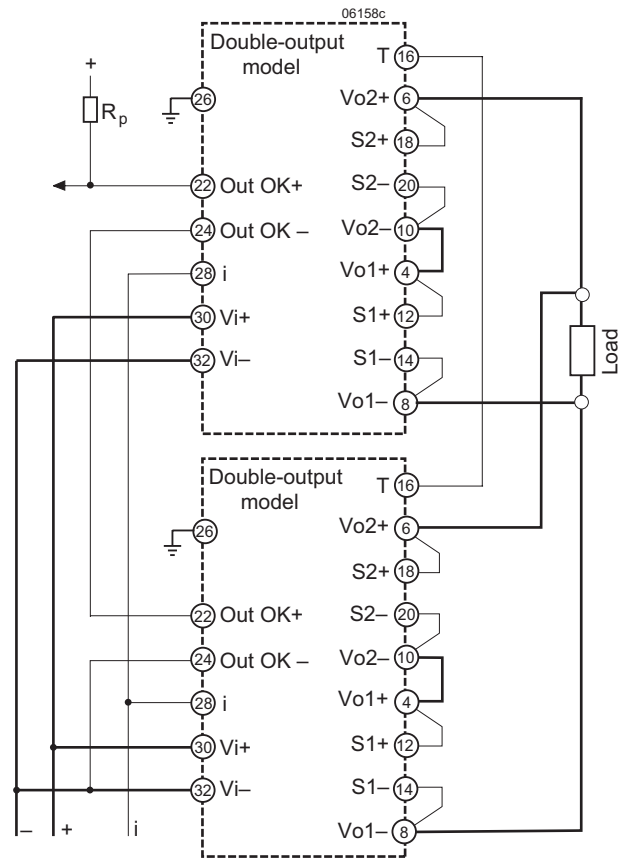 06158c
Double-output
model
T 16
+
26
Vo2+ 6
Rp
S2+ 18
22 Out OK+
S2– 20
24 Out OK –
Vo2– 10
28 i
Vo1+ 4
30 Vi+
S1+ 12
32 Vi–
S1– 14
Load
Vo1– 8
Double-output
model
T 16
26
Vo2+ 6
S2+ 18
22 Out OK+
S2– 20
24 Out OK –
Vo2– 10
28 i
Vo1+ 4
30 Vi+
S1+ 12
32 Vi–
S1– 14
– + i
Vo1– 8